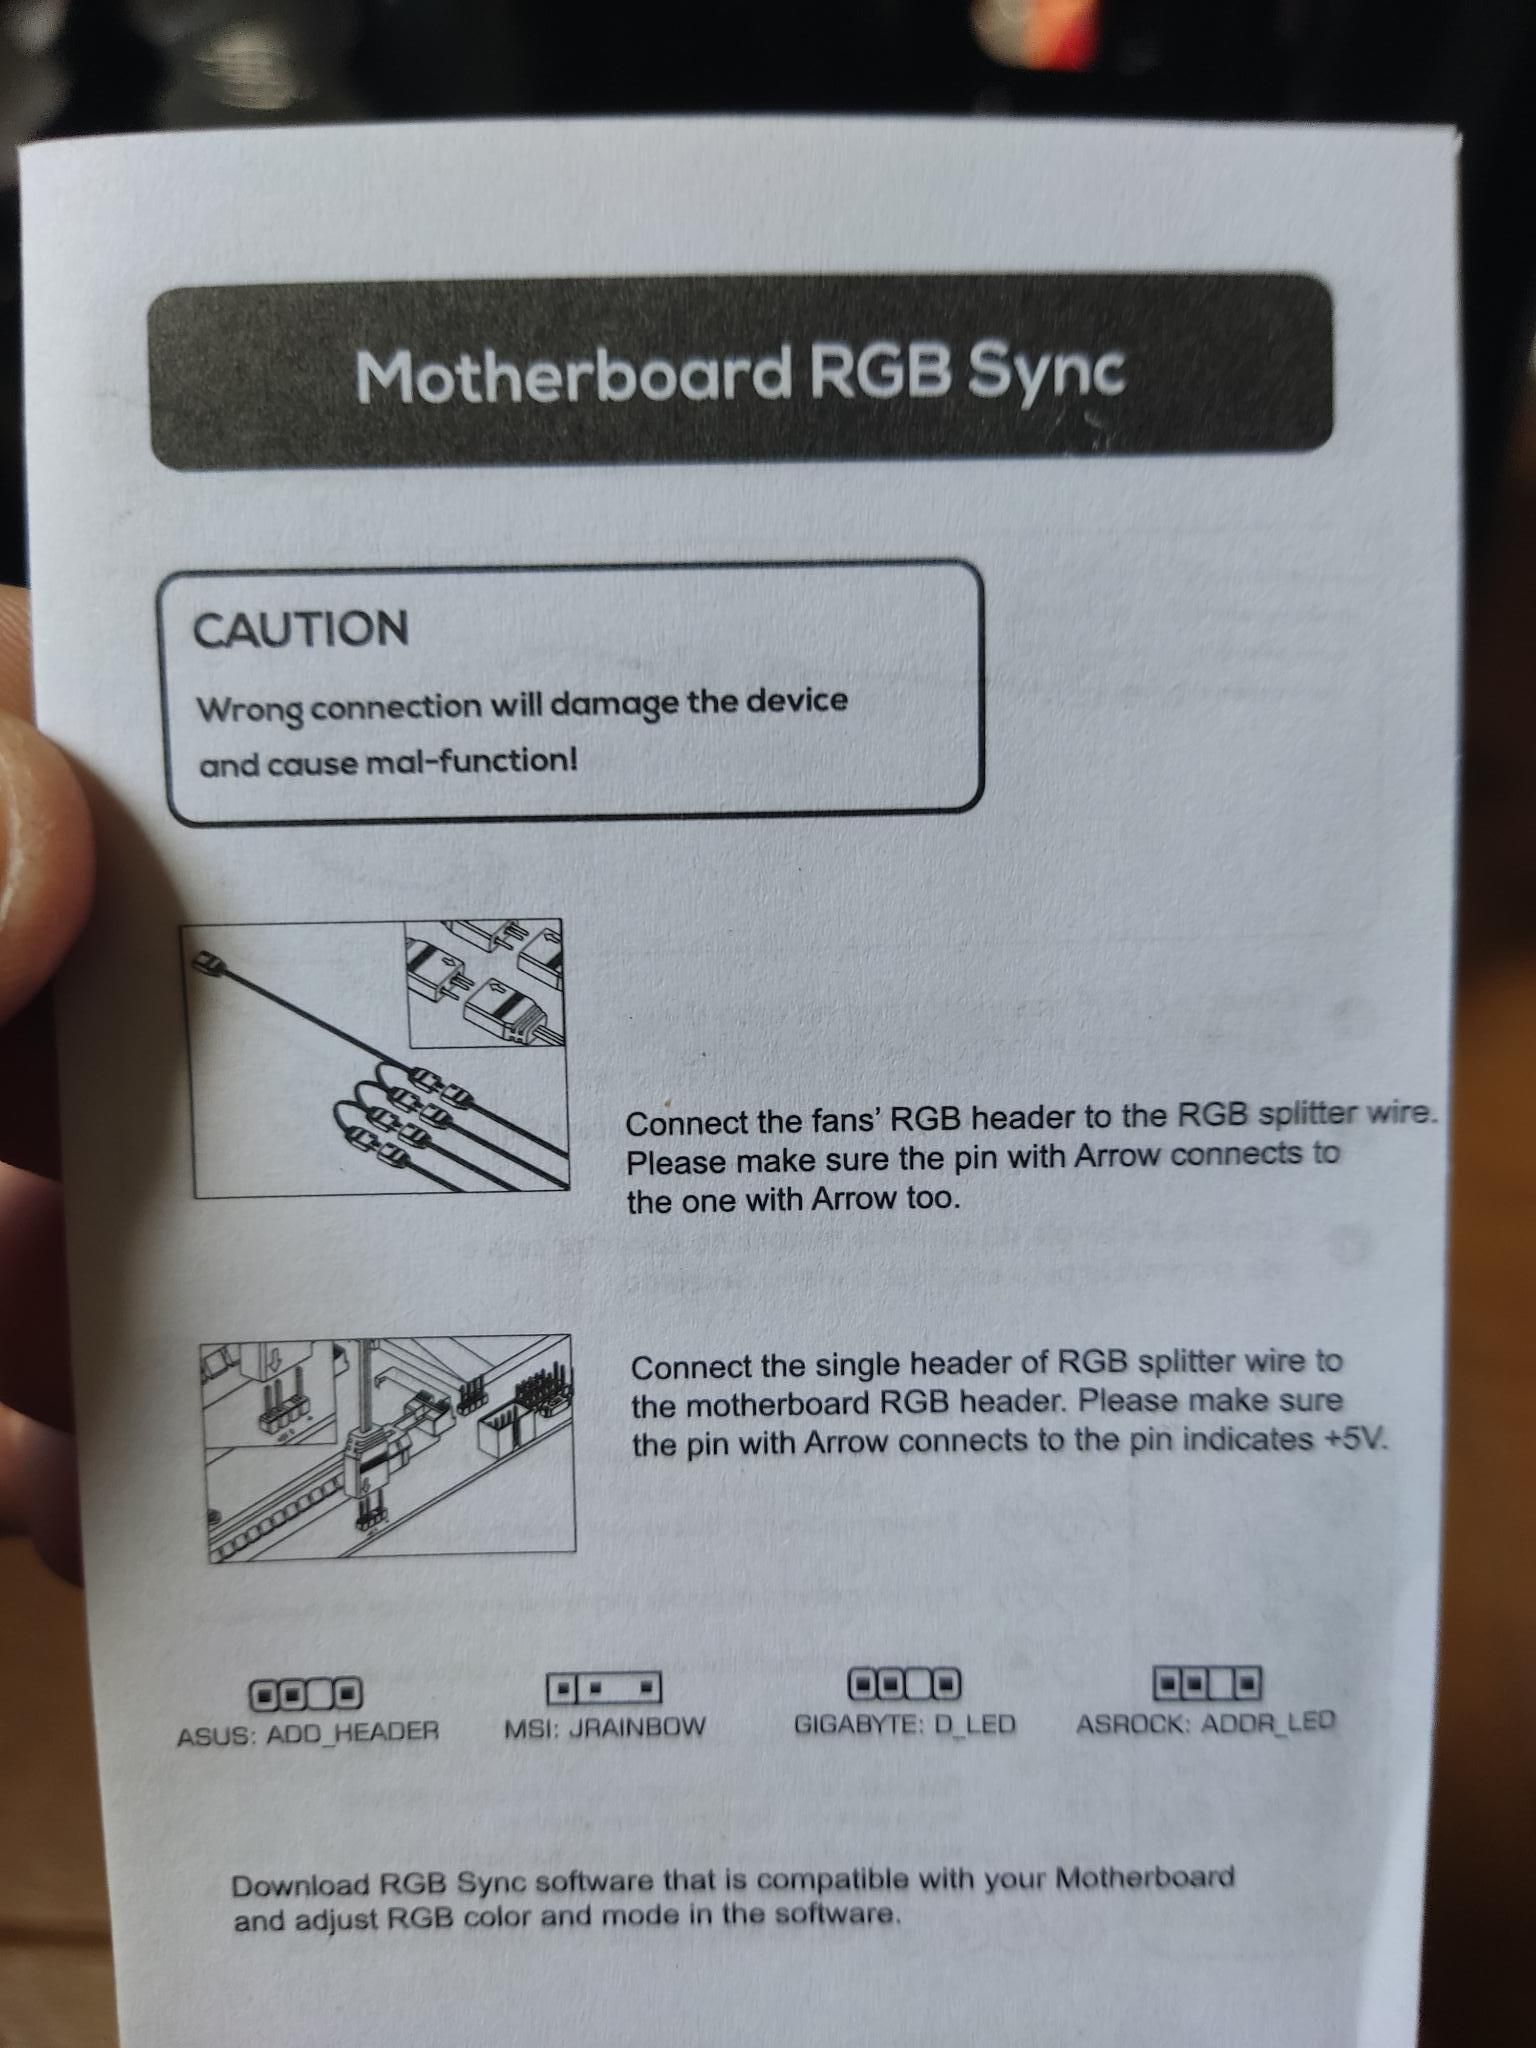 Motherboard RGB Sync
CAUTION
Wrong connection will damage the device
and cause mal-function!
Connect the fans' RGB header to the RGB splitter wire.
Please make sure the pin with Arrow connects to
the one with Arrow too.
Connect the single header of RGB splitter wire to
the motherboard RGB header. Please make sure
the pin with Arrow connects to the pin indicates +5V.
ASUS: ADD_HEADER
MSI: JRAINBOW
GIGABYTE: D_LED
ASROCK: ADDR_LED
Download RGB Sync software that is compatible with your Motherboard
and adjust RGB color and mode in the software.